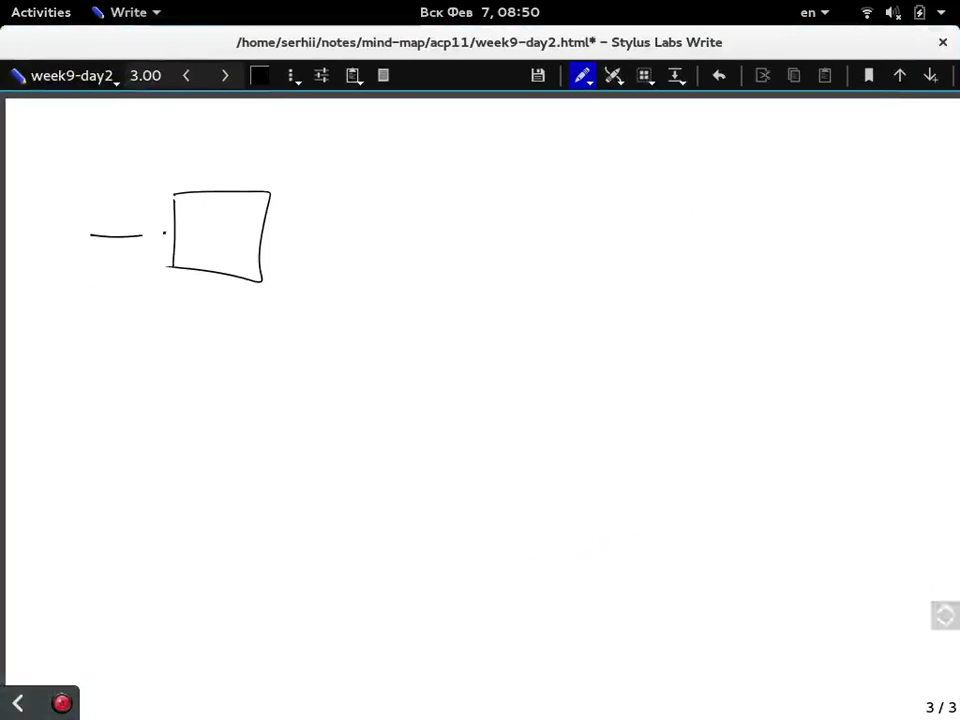 Activities Write Вск Фев 7, 08:50 en
/home/serhii/notes/mind-map/acp11/week9-day2.html* – Stylus Labs Write ×
week9-day2 3.00
3 / 3